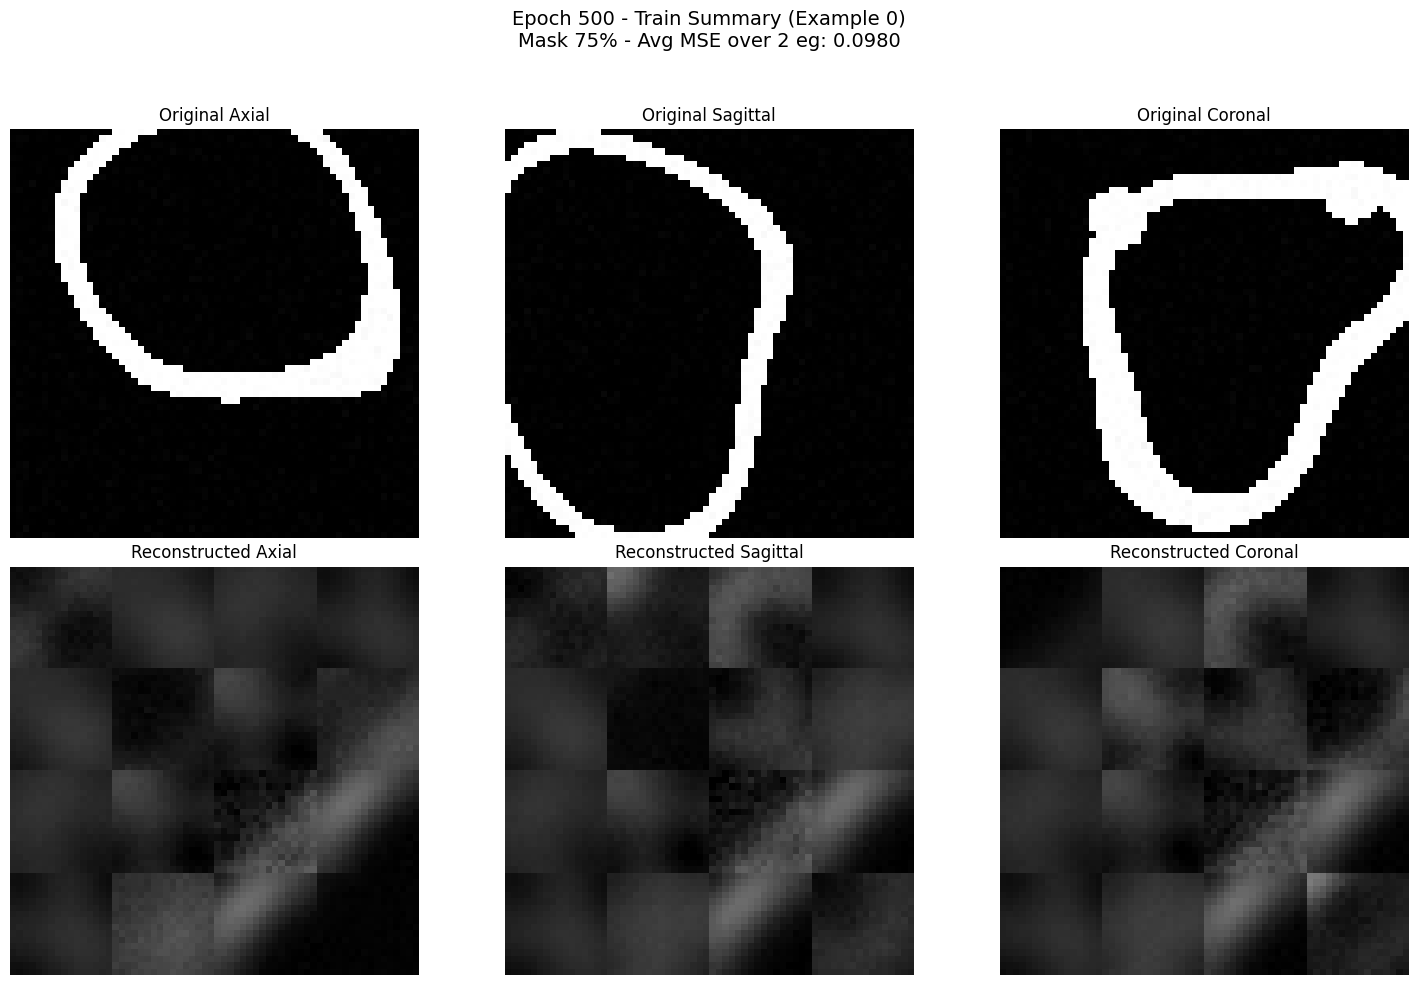 Epoch 500 - Train Summary (Example 0)
Mask 75% - Avg MSE over 2 eg: 0.0980
Original Axial
Original Sagittal
Original Coronal
Reconstructed Axial
Reconstructed Sagittal
Reconstructed Coronal